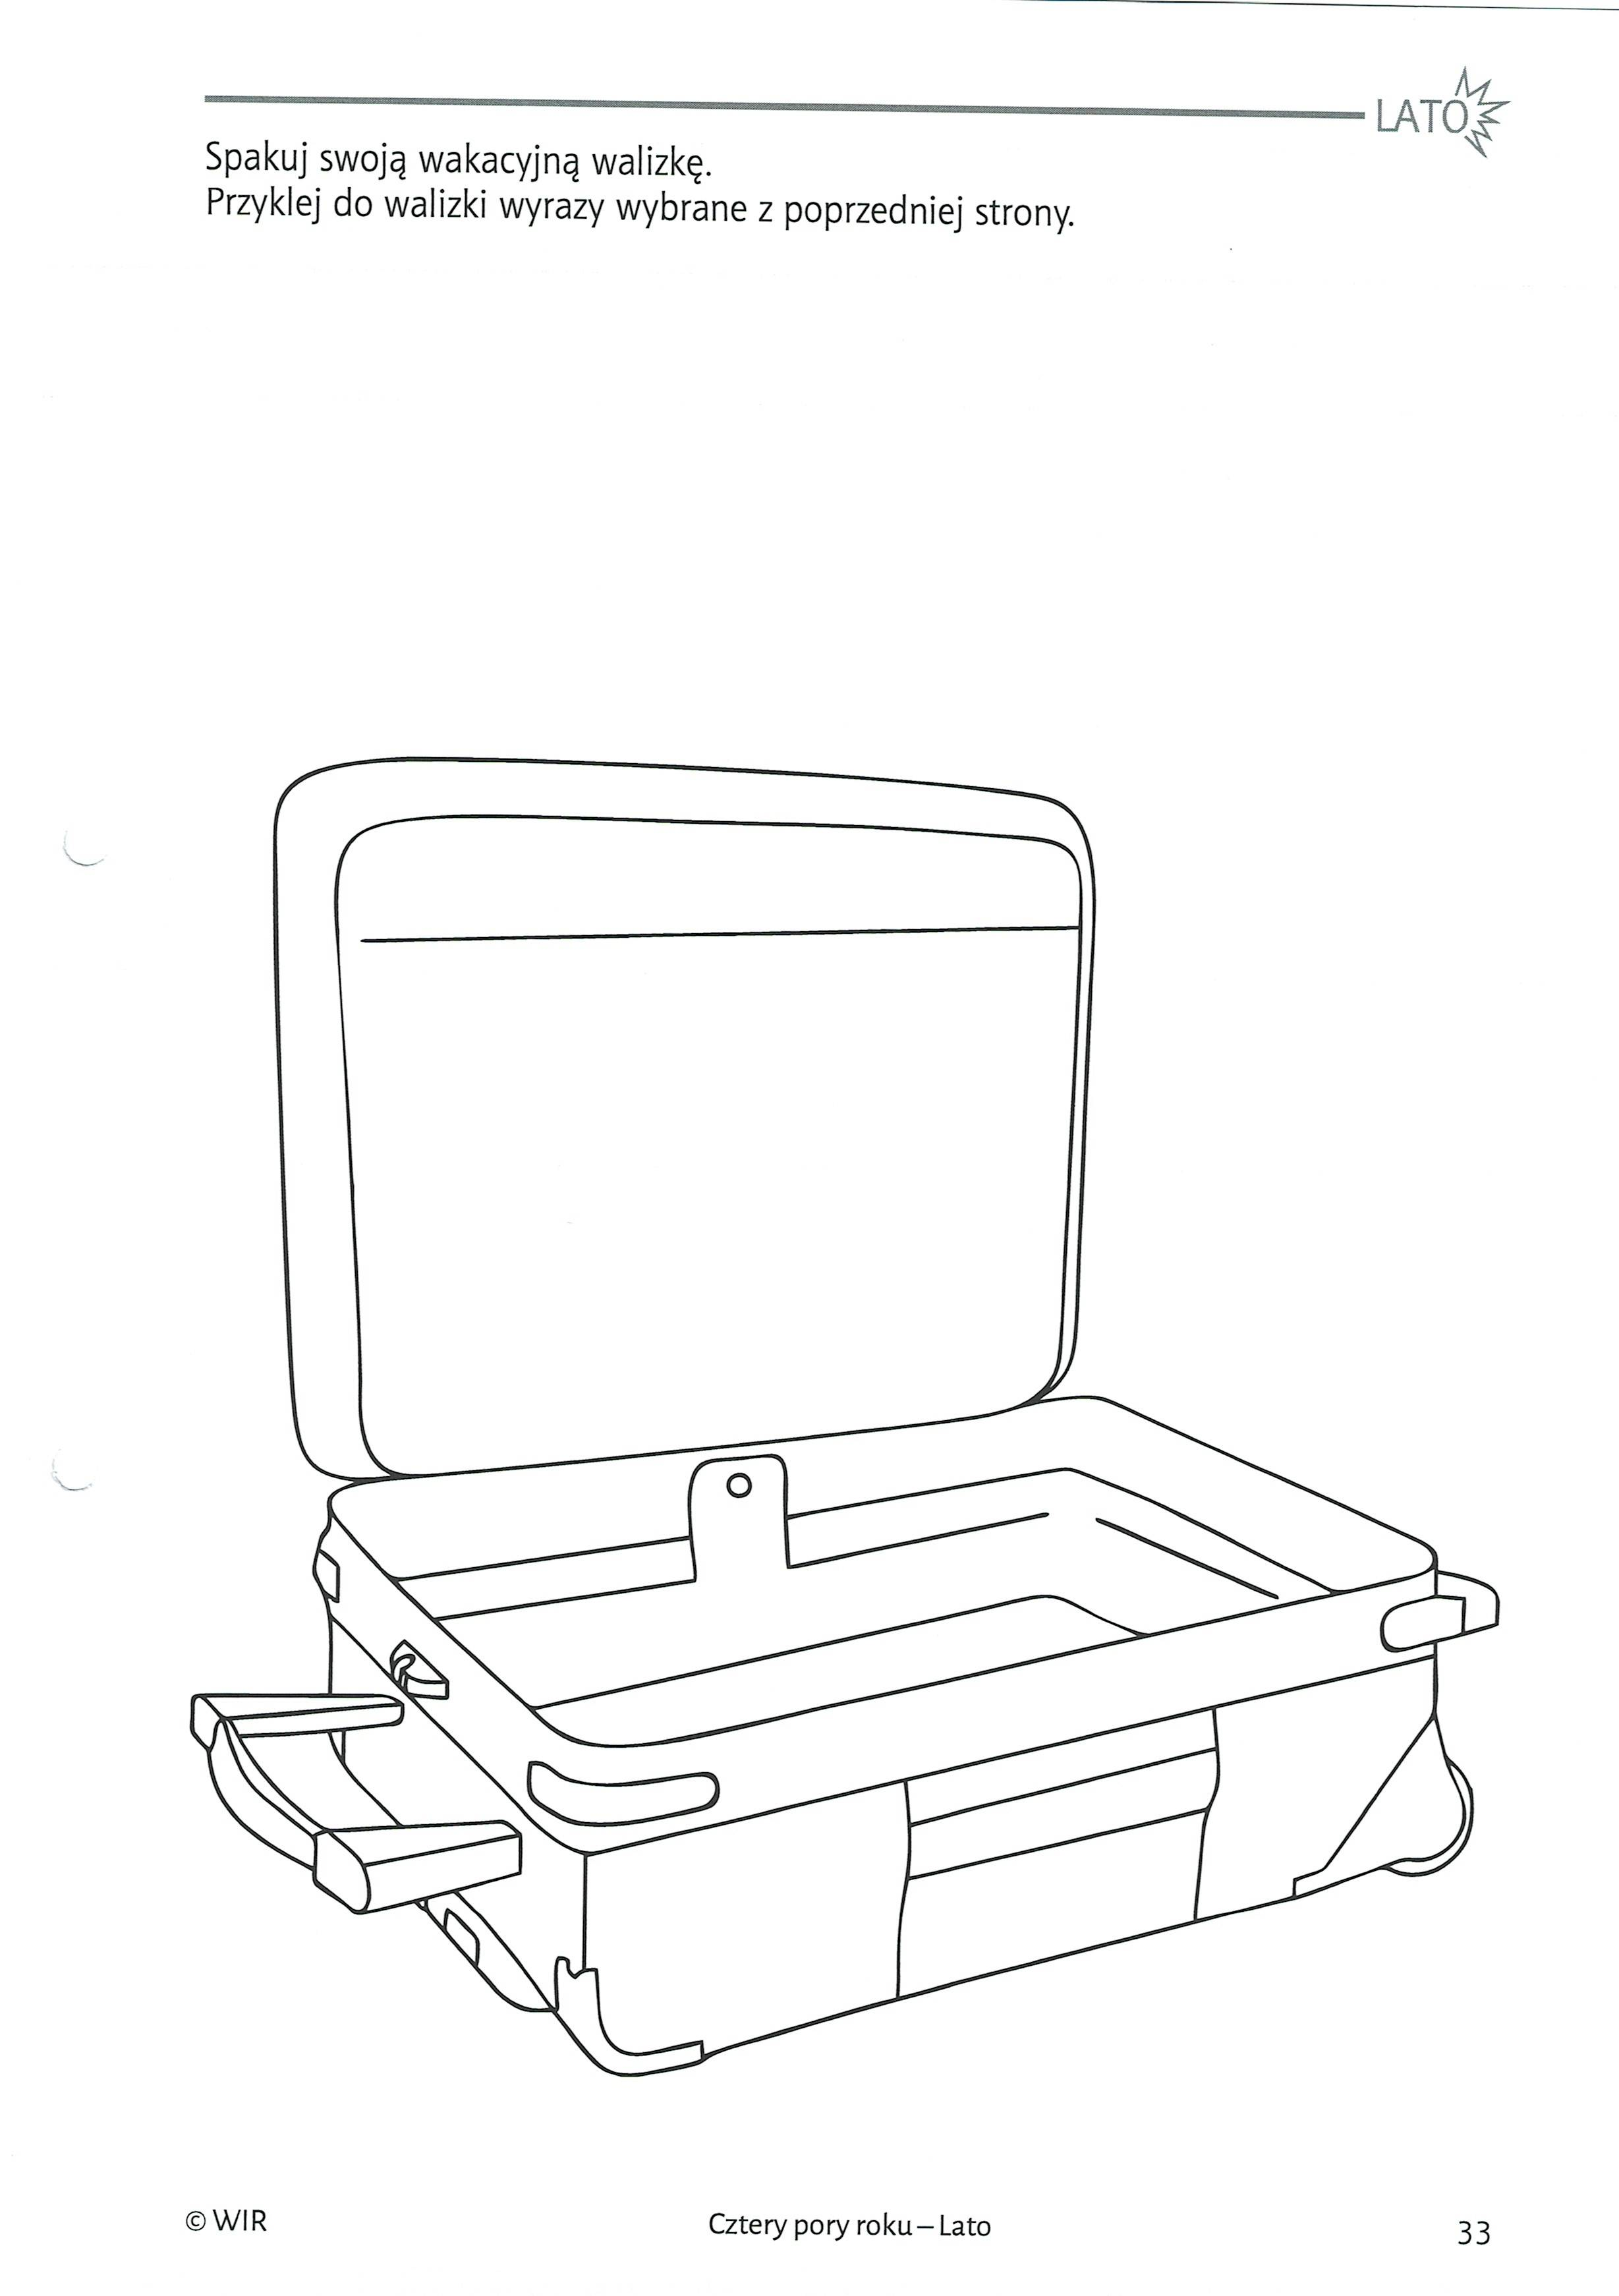 LATO
Spakuj swoją wakacyjną walizkę.
Przyklej do walizki wyrazy wybrane z poprzedniej strony.
© WIR
Cztery pory roku – Lato
33